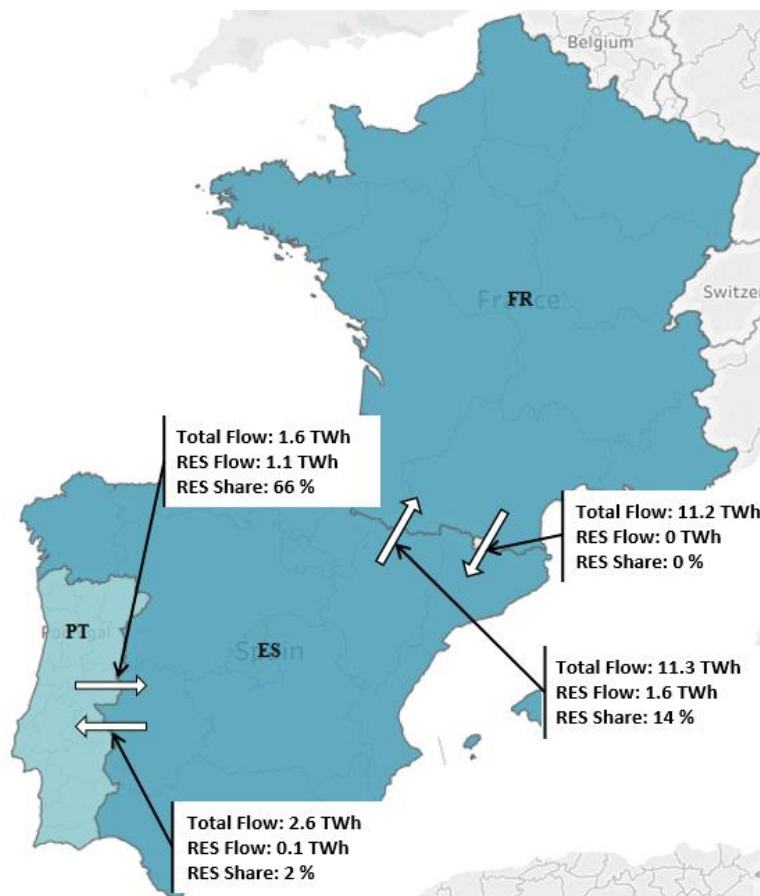 Belgium
France
FR
Switzer
Total Flow: 1.6 TWh
RES Flow: 1.1 TWh
RES Share: 66 %
Total Flow: 11.2 TWh
RES Flow: 0 TWh
RES Share: 0 %
Portugal
PT
Spain
ES
Total Flow: 11.3 TWh
RES Flow: 1.6 TWh
RES Share: 14 %
Total Flow: 2.6 TWh
RES Flow: 0.1 TWh
RES Share: 2 %